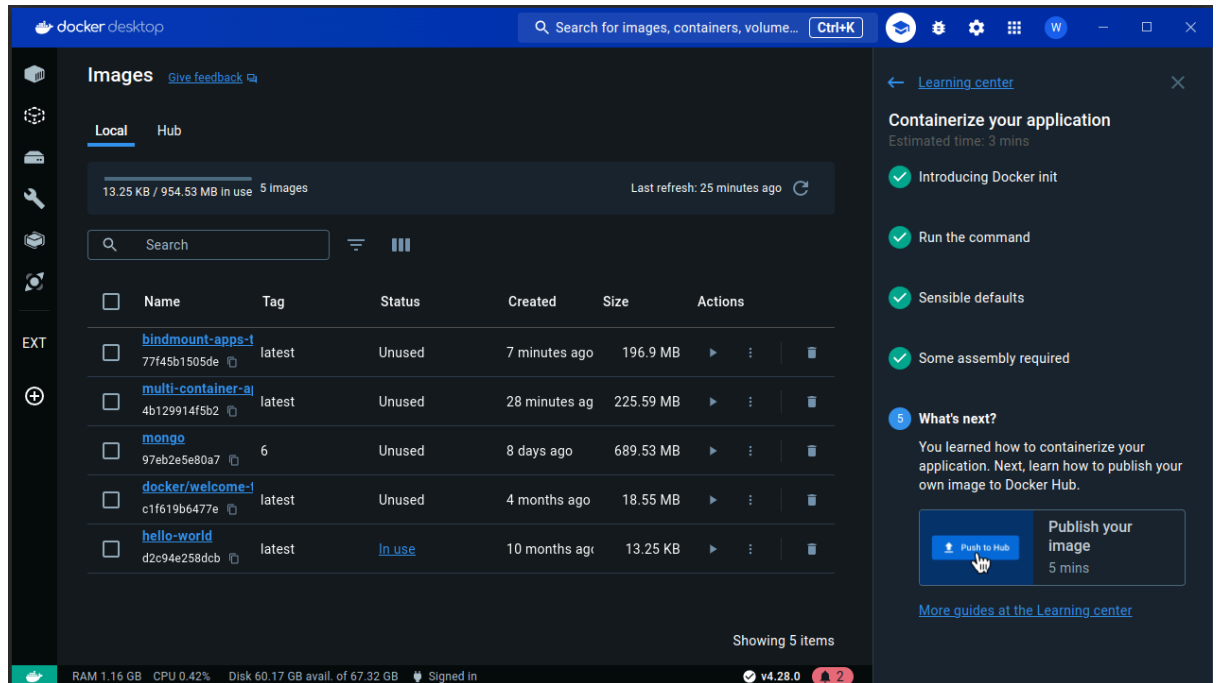 docker desktop
Search for images, containers, volume... Ctrl+K
W
Images Give feedback
Local Hub
13.25 KB / 954.53 MB in use 5 images Last refresh: 25 minutes ago
Search
Name Tag Status Created Size Actions
bindmount-apps-t
77f45b1505de
latest Unused 7 minutes ago 196.9 MB
multi-container-a
4b129914f5b2
latest Unused 28 minutes ag 225.59 MB
mongo
97eb2e5e80a7
6 Unused 8 days ago 689.53 MB
docker/welcome-t
c1f619b6477e
latest Unused 4 months ago 18.55 MB
hello-world
d2c94e258dcb
latest In use 10 months ago 13.25 KB
Showing 5 items
EXT
Learning center
Containerize your application
Estimated time: 3 mins
Introducing Docker init
Run the command
Sensible defaults
Some assembly required
5 What's next?
You learned how to containerize your
application. Next, learn how to publish your
own image to Docker Hub.
Push to Hub
Publish your
image
5 mins
More guides at the Learning center
RAM 1.16 GB CPU 0.42% Disk 60.17 GB avail. of 67.32 GB Signed in
v4.28.0 2